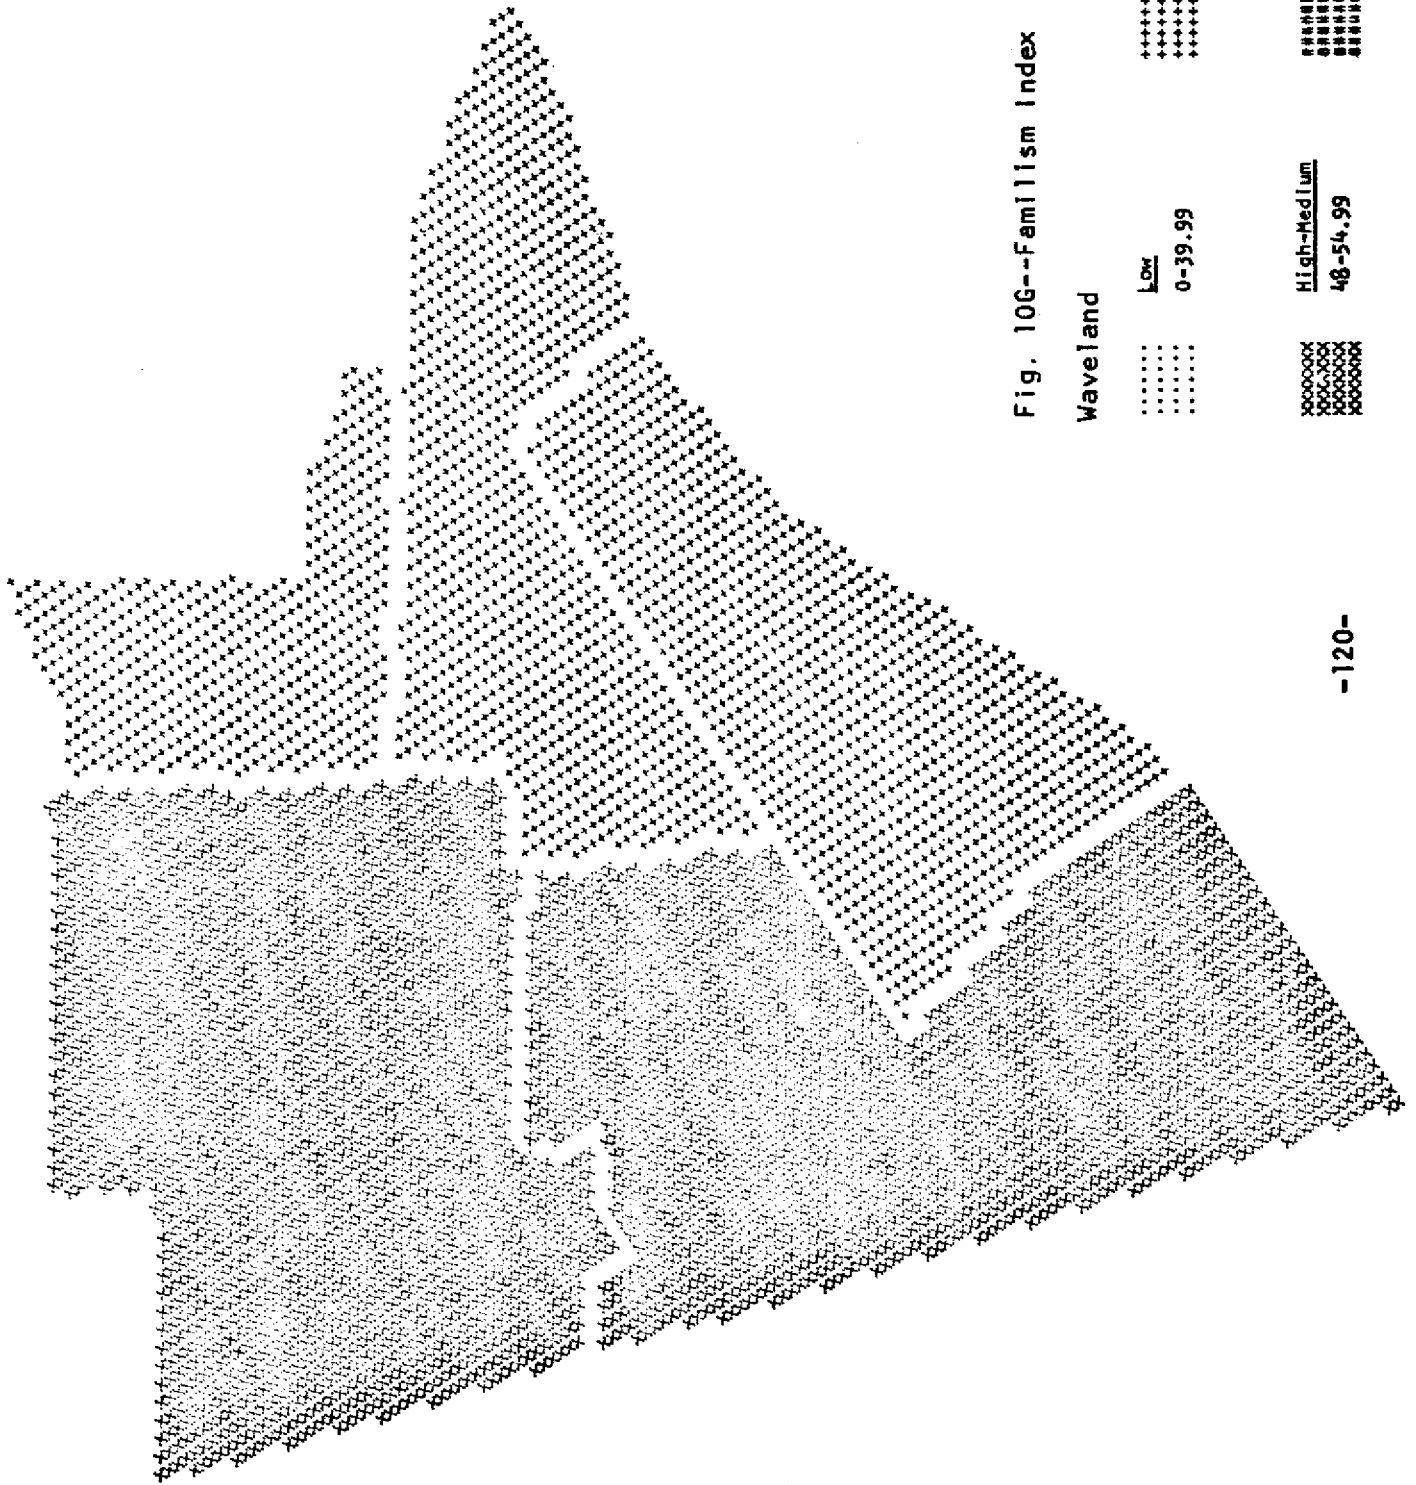 Fig. 10G--Familism Index
Waveland
Low
0-39.99
High-Medium
48-54.99
-120-